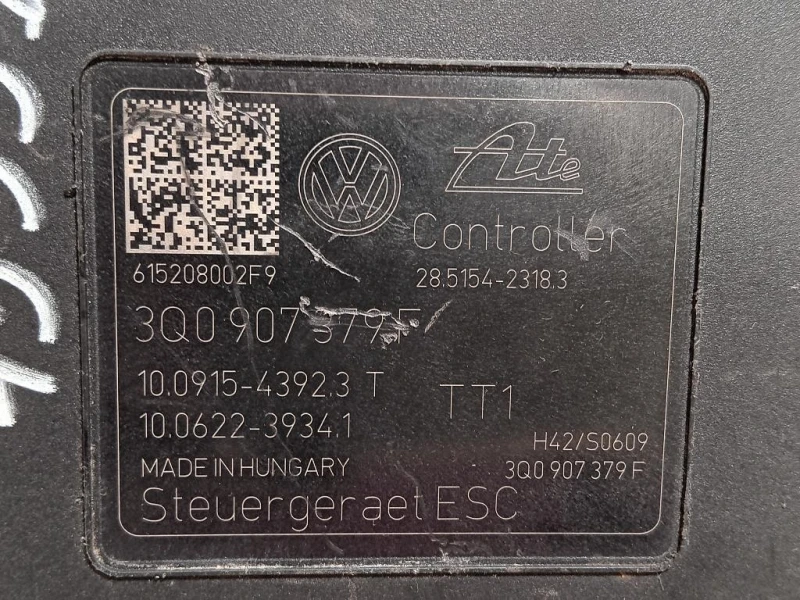 VW
Ate
Controller
615208002F9
28.5154-2318.3
3Q0 907 379 F
10.0915-4392.3 T
TT1
10.0622-3934.1
H42/S0609
MADE IN HUNGARY
3Q0 907 379 F
Steuergeraet ESC